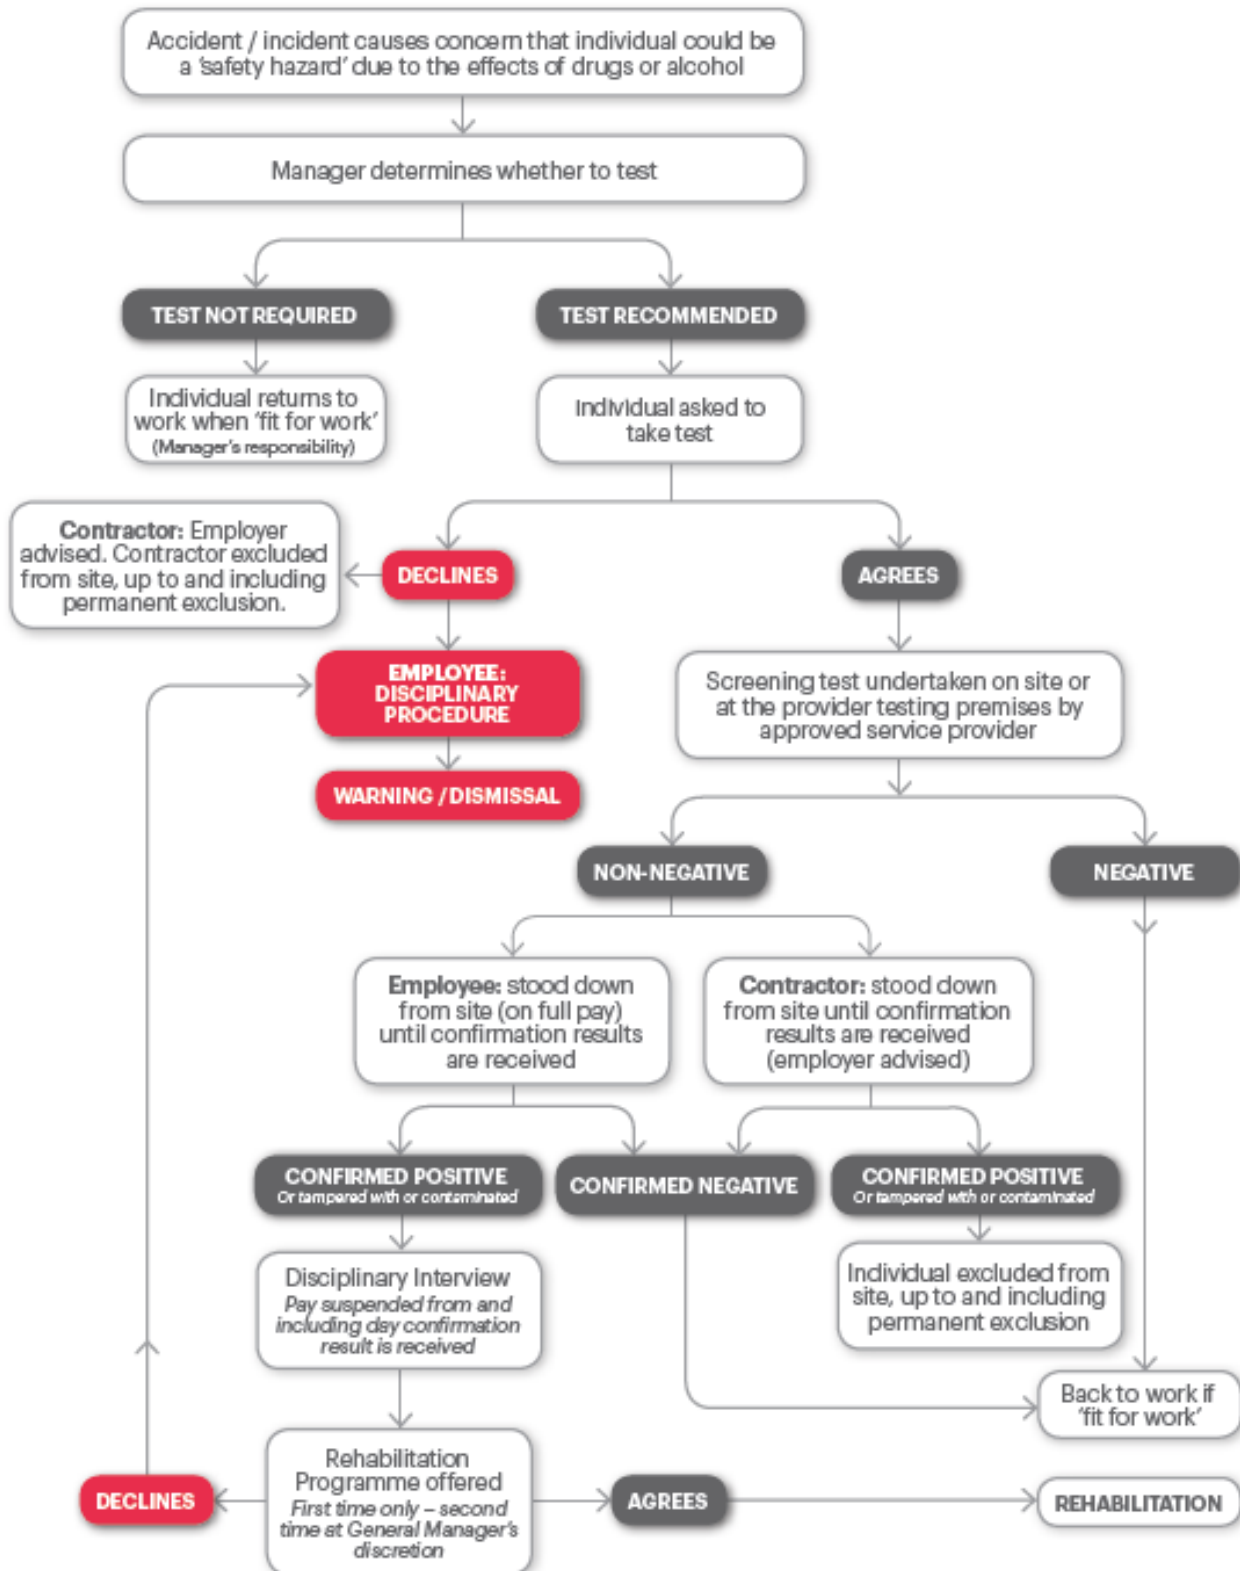 Accident / incident causes concern that individual could be
a ‘safety hazard’ due to the effects of drugs or alcohol
Manager determines whether to test
TEST NOT REQUIRED
TEST RECOMMENDED
Individual returns to
work when ‘fit for work’
(Manager’s responsibility)
Individual asked to
take test
Contractor: Employer
advised. Contractor excluded
from site, up to and including
permanent exclusion.
DECLINES
AGREES
EMPLOYEE:
DISCIPLINARY
PROCEDURE
WARNING / DISMISSAL
Screening test undertaken on site or
at the provider testing premises by
approved service provider
NON-NEGATIVE
NEGATIVE
Employee: stood down
from site (on full pay)
until confirmation results
are received
Contractor: stood down
from site until confirmation
results are received
(employer advised)
CONFIRMED POSITIVE
Or tampered with or contaminated
CONFIRMED NEGATIVE
CONFIRMED POSITIVE
Or tampered with or contaminated
Disciplinary Interview
Pay suspended from and
including day confirmation
result is received
Individual excluded from
site, up to and including
permanent exclusion
Back to work if
‘fit for work’
Rehabilitation
Programme offered
First time only – second
time at General Manager’s
discretion
DECLINES
AGREES
REHABILITATION